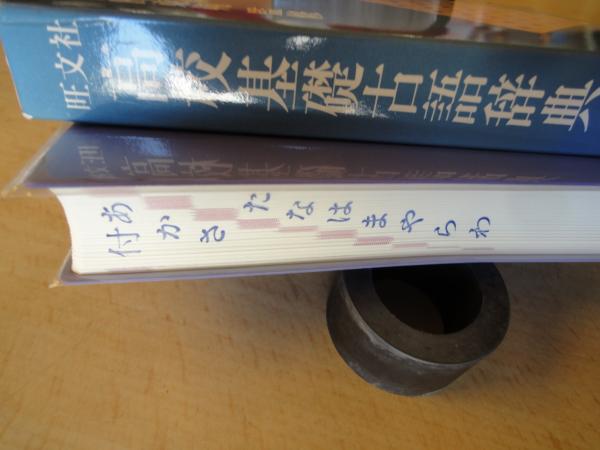 旺文社 高校基礎古語辞典
付 あ か さ た な は ま や ら わ